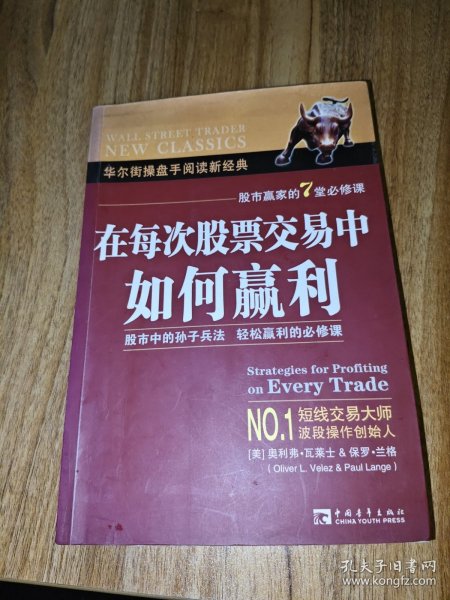 WALL STREET TRADER
NEW CLASSICS
华尔街操盘手阅读新经典
股市赢家的7堂必修课
在每次股票交易中
如何赢利
股市中的孙子兵法 轻松赢利的必修课
Strategies for Profiting
on Every Trade
NO.1 短线交易大师
波段操作创始人
[美] 奥利弗·瓦莱士 & 保罗·兰格
( Oliver L. Velez & Paul Lange )
中国青年出版社
CHINA YOUTH PRESS
孔夫子旧书网
www.kongfz.com